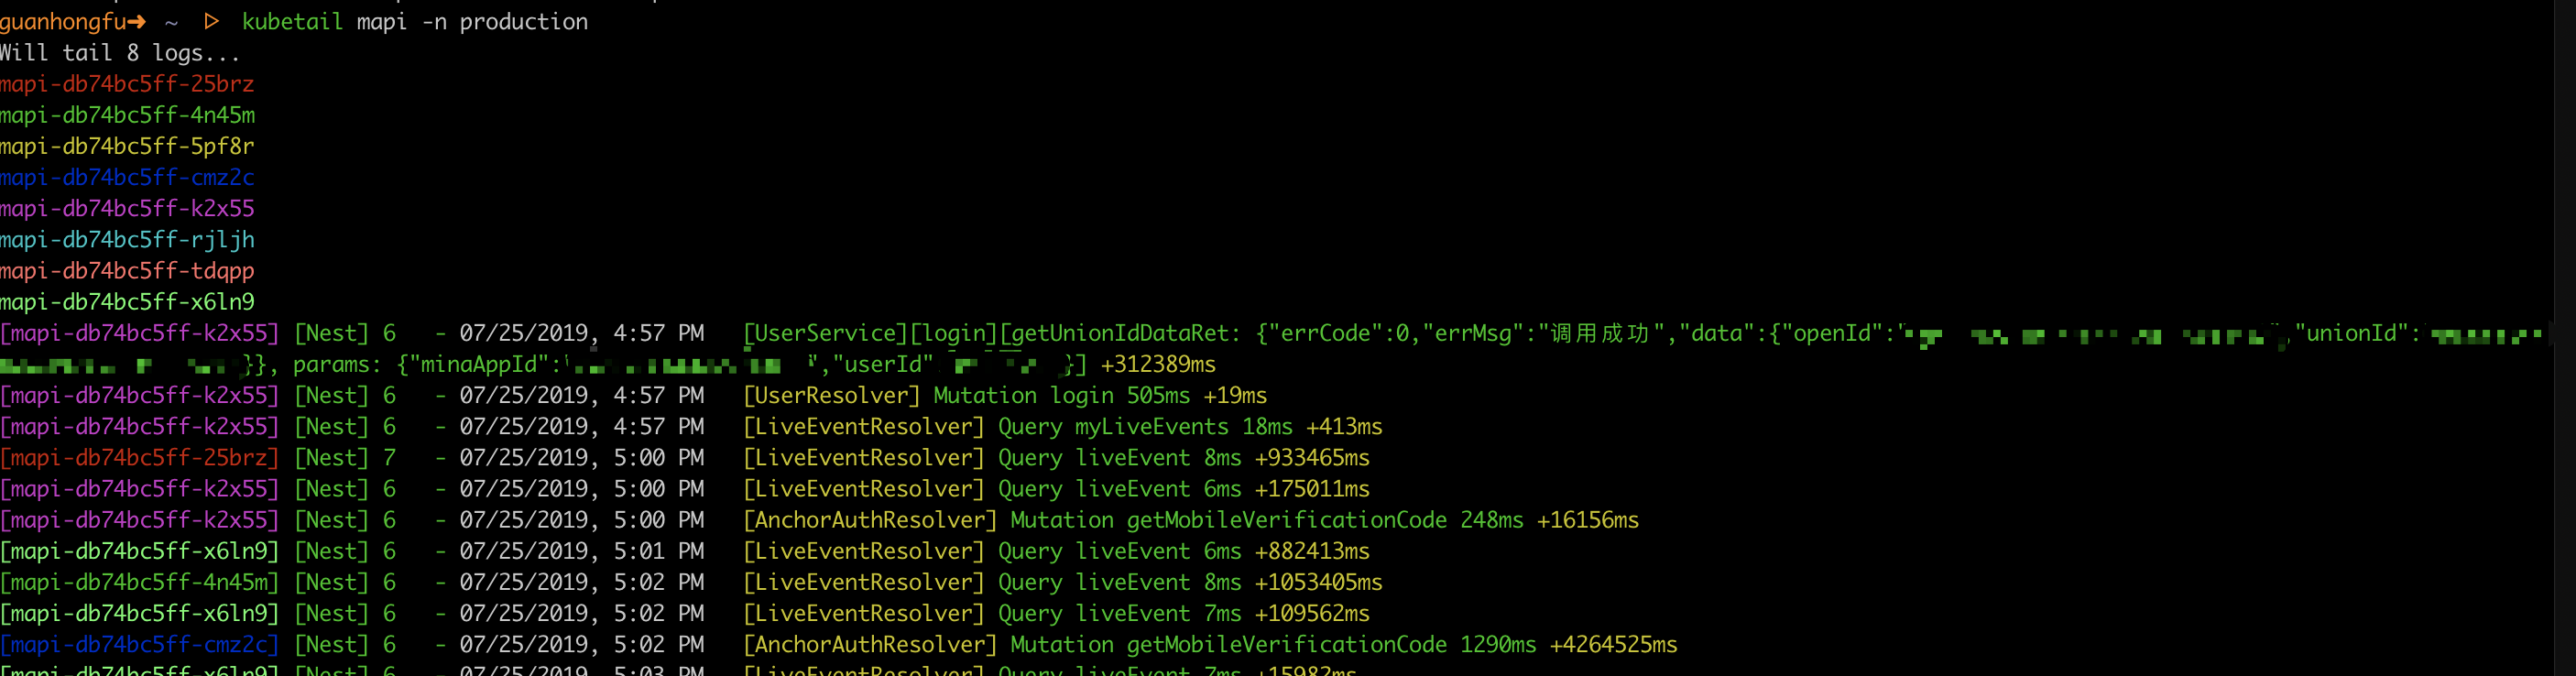 guanhongfu➜ ~ ▷ kubetail mapi -n production
Will tail 8 logs...
mapi-db74bc5ff-25brz
mapi-db74bc5ff-4n45m
mapi-db74bc5ff-5pf8r
mapi-db74bc5ff-cmz2c
mapi-db74bc5ff-k2x55
mapi-db74bc5ff-rjljh
mapi-db74bc5ff-tdqpp
mapi-db74bc5ff-x6ln9
[mapi-db74bc5ff-k2x55] [Nest] 6 - 07/25/2019, 4:57 PM [UserService][login][getUnionIdDataRet: {"errCode":0,"errMsg":"调用成功","data":{"openId":" ","unionId":
}}, params: {"minaAppId": ","userId" }] +312389ms
[mapi-db74bc5ff-k2x55] [Nest] 6 - 07/25/2019, 4:57 PM [UserResolver] Mutation login 505ms +19ms
[mapi-db74bc5ff-k2x55] [Nest] 6 - 07/25/2019, 4:57 PM [LiveEventResolver] Query myLiveEvents 18ms +413ms
[mapi-db74bc5ff-25brz] [Nest] 7 - 07/25/2019, 5:00 PM [LiveEventResolver] Query liveEvent 8ms +933465ms
[mapi-db74bc5ff-k2x55] [Nest] 6 - 07/25/2019, 5:00 PM [LiveEventResolver] Query liveEvent 6ms +175011ms
[mapi-db74bc5ff-k2x55] [Nest] 6 - 07/25/2019, 5:00 PM [AnchorAuthResolver] Mutation getMobileVerificationCode 248ms +16156ms
[mapi-db74bc5ff-x6ln9] [Nest] 6 - 07/25/2019, 5:01 PM [LiveEventResolver] Query liveEvent 6ms +882413ms
[mapi-db74bc5ff-4n45m] [Nest] 6 - 07/25/2019, 5:02 PM [LiveEventResolver] Query liveEvent 8ms +1053405ms
[mapi-db74bc5ff-x6ln9] [Nest] 6 - 07/25/2019, 5:02 PM [LiveEventResolver] Query liveEvent 7ms +109562ms
[mapi-db74bc5ff-cmz2c] [Nest] 6 - 07/25/2019, 5:02 PM [AnchorAuthResolver] Mutation getMobileVerificationCode 1290ms +4264525ms
[mapi-db74bc5ff-x6ln9] [Nest] 6 - 07/25/2019, 5:03 PM [LiveEventResolver] Query liveEvent 7ms +15982ms